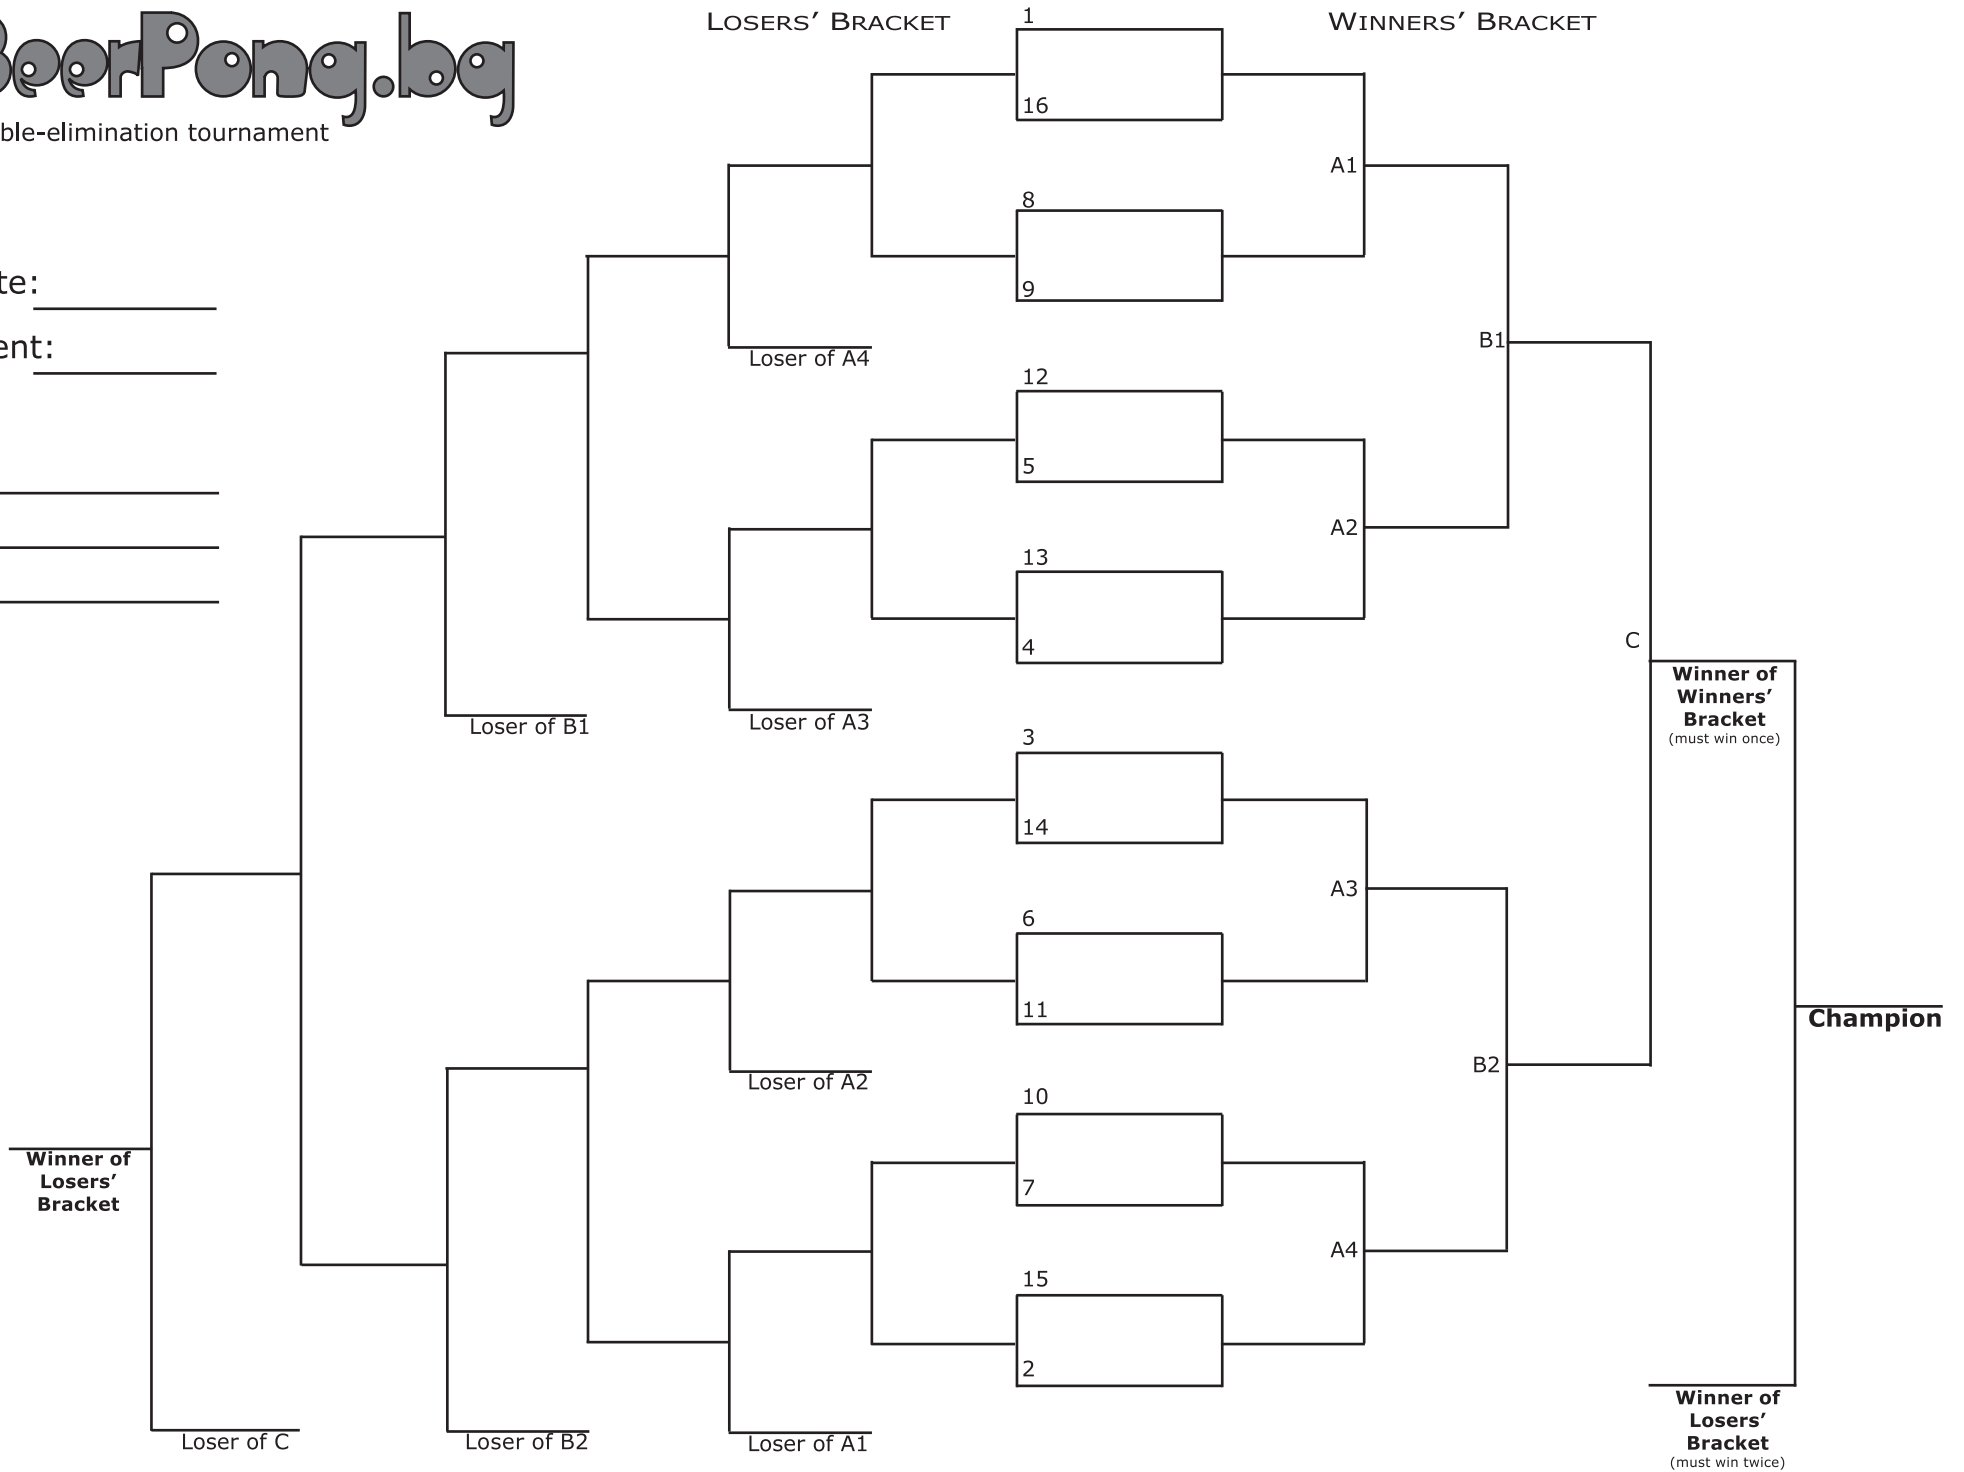 BeerPong.bg
ble-elimination tournament
te:
ent:
LOSERS’ BRACKET
WINNERS’ BRACKET
1
16
8
9
12
5
13
4
3
14
6
11
10
7
15
2
A1
A2
A3
A4
B1
B2
C
Loser of A4
Loser of A3
Loser of A2
Loser of A1
Loser of B1
Loser of B2
Loser of C
Winner of
Losers’
Bracket
Winner of
Winners’
Bracket
(must win once)
Champion
Winner of
Losers’
Bracket
(must win twice)